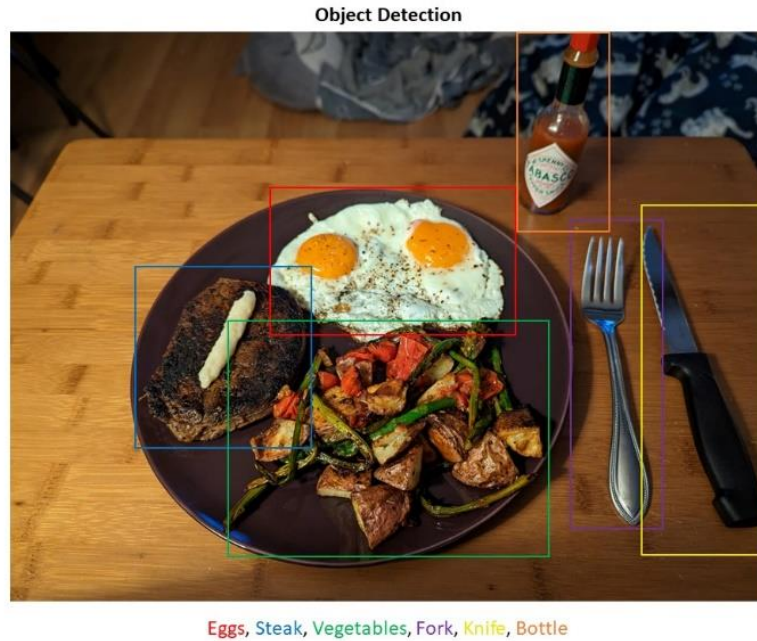 Object Detection
TABASCO
Eggs, Steak, Vegetables, Fork, Knife, Bottle